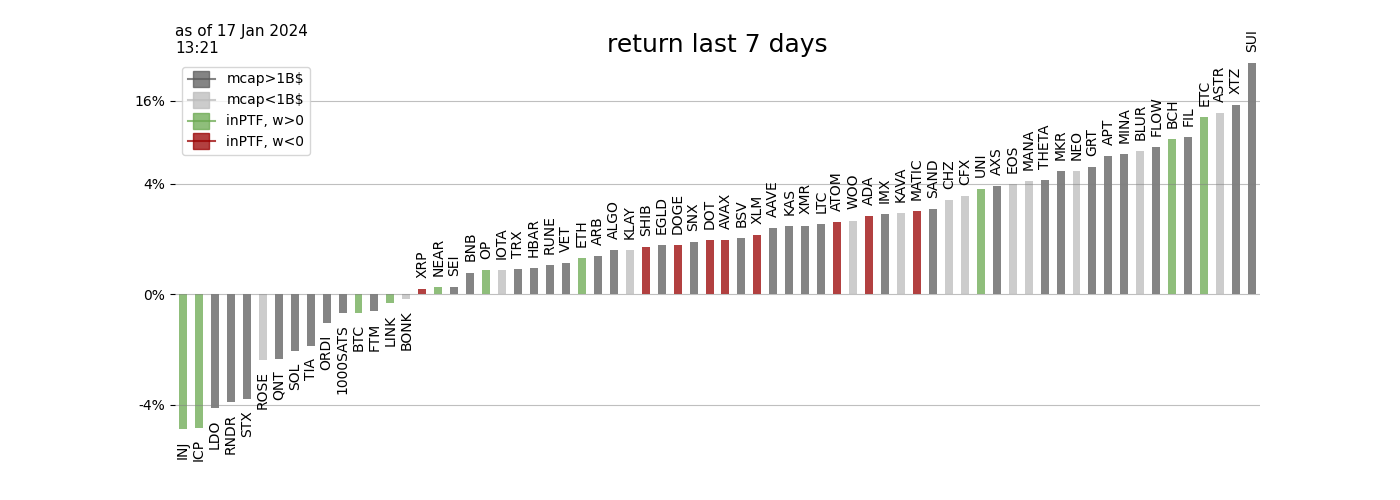 as of 17 Jan 2024
13:21
return last 7 days
mcap>1B$
mcap<1B$
inPTF, w>0
inPTF, w<0
16%
4%
0%
-4%
INJ
ICP
LDO
RNDR
STX
ROSE
QNT
SOL
TIA
ORDI
1000SATS
BTC
FTM
LINK
BONK
XRP
NEAR
SEI
BNB
OP
IOTA
TRX
HBAR
RUNE
VET
ETH
ARB
ALGO
KLAY
SHIB
EGLD
DOGE
SNX
DOT
AVAX
BSV
XLM
AAVE
KAS
XMR
LTC
ATOM
WOO
ADA
IMX
KAVA
MATIC
SAND
CHZ
CFX
UNI
AXS
EOS
MANA
THETA
MKR
NEO
GRT
APT
MINA
BLUR
FLOW
BCH
FIL
ETC
ASTR
XTZ
SUI